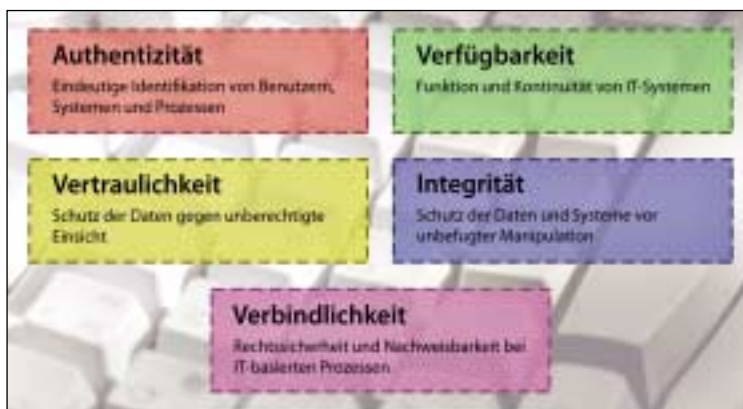 Authentizität
Eindeutige Identifikation von Benutzern,
Systemen und Prozessen
Verfügbarkeit
Funktion und Kontinuität von IT-Systemen
Vertraulichkeit
Schutz der Daten gegen unberechtigte
Einsicht
Integrität
Schutz der Daten und Systeme vor
unbefugter Manipulation
Verbindlichkeit
Rechtssicherheit und Nachweisbarkeit bei
IT-basierten Prozessen